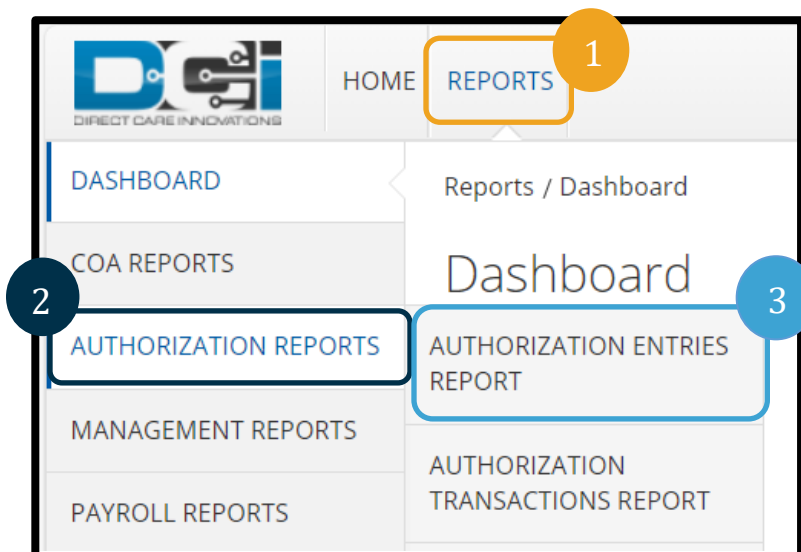 DCi
DIRECT CARE INNOVATIONS
HOME
REPORTS
1
DASHBOARD
Reports / Dashboard
COA REPORTS
Dashboard
2
3
AUTHORIZATION REPORTS
AUTHORIZATION ENTRIES
REPORT
MANAGEMENT REPORTS
AUTHORIZATION
TRANSACTIONS REPORT
PAYROLL REPORTS